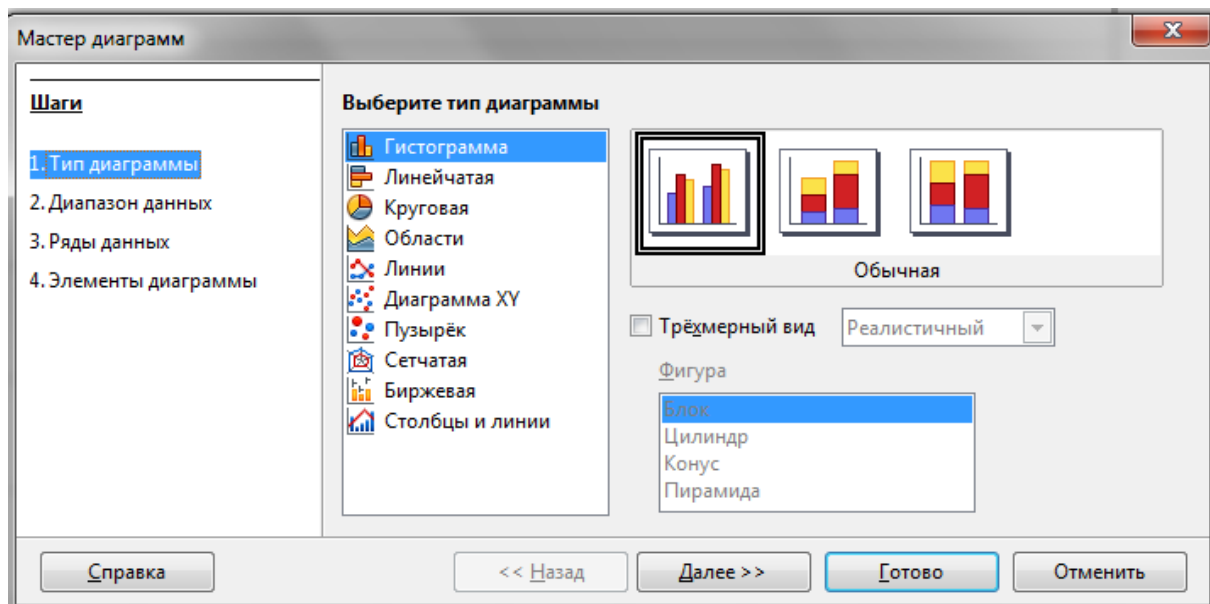 Мастер диаграмм
Шаги
1. Тип диаграммы
2. Диапазон данных
3. Ряды данных
4. Элементы диаграммы
Выберите тип диаграммы
Гистограмма
Линейчатая
Круговая
Области
Линии
Диаграмма XY
Пузырёк
Сетчатая
Биржевая
Столбцы и линии
Обычная
Трёхмерный вид
Реалистичный
Фигура
Блок
Цилиндр
Конус
Пирамида
Справка
<< Назад
Далее >>
Готово
Отменить